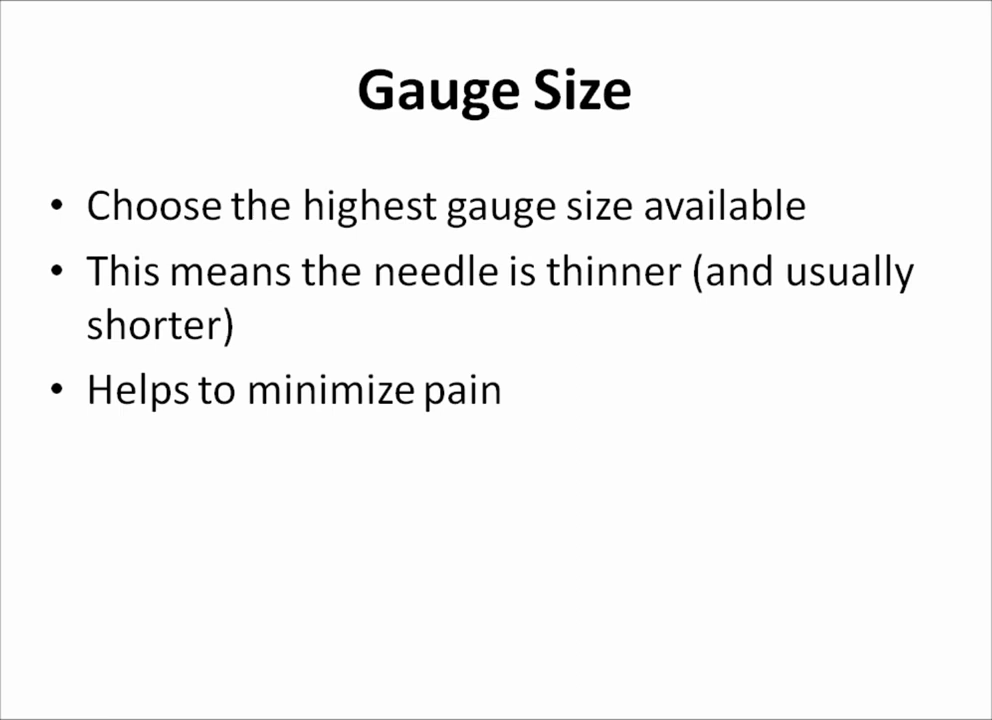 Gauge Size
• Choose the highest gauge size available
• This means the needle is thinner (and usually
shorter)
• Helps to minimize pain